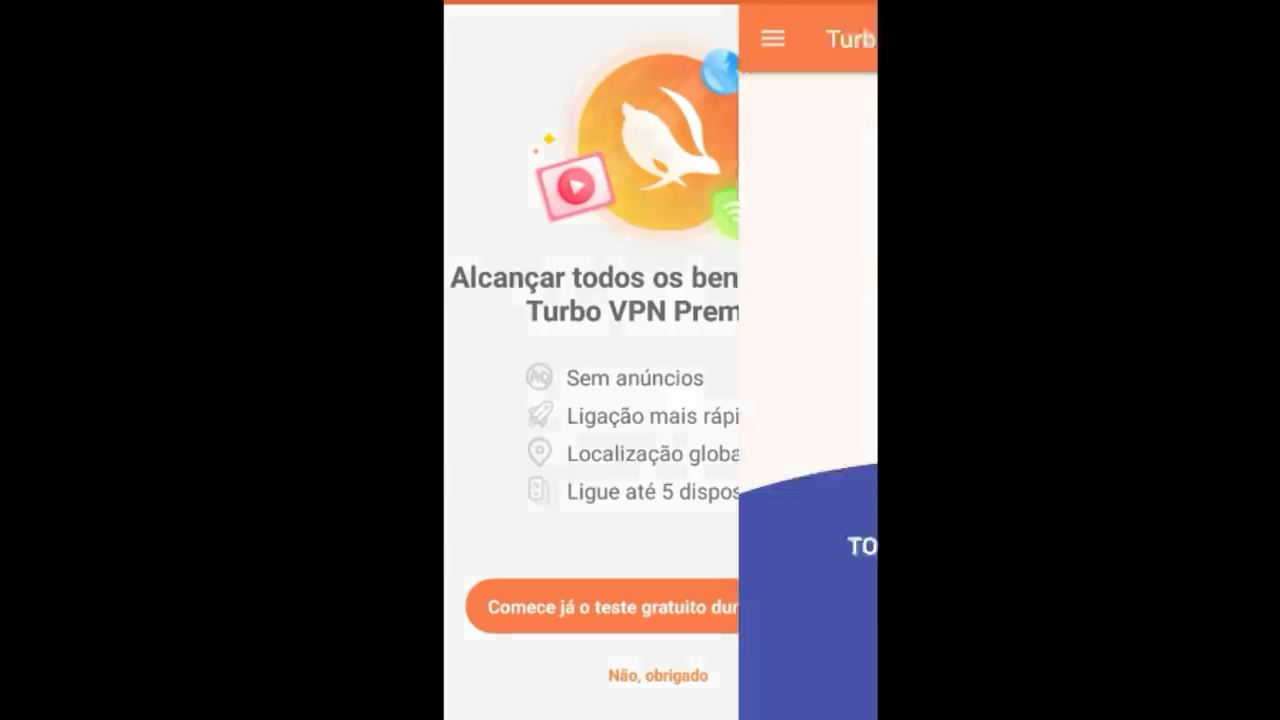 Turb
Alcançar todos os ben
Turbo VPN Prem
Sem anúncios
Ligação mais rápi
Localização globa
Ligue até 5 dispos
TO
Comece já o teste gratuito dur
Não, obrigado